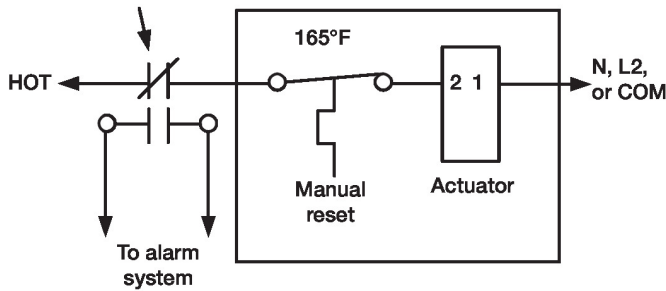 165°F
HOT
2 1
N, L2,
or COM
Manual
reset
Actuator
To alarm
system